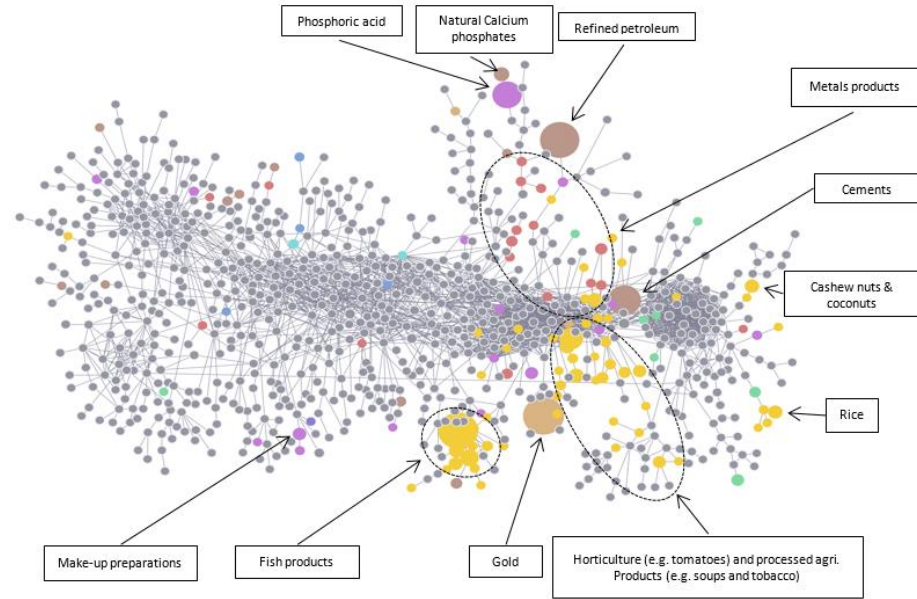 Phosphoric acid
Natural Calcium
phosphates
Refined petroleum
Metals products
Cements
Cashew nuts &
coconuts
Rice
Make-up preparations
Fish products
Gold
Horticulture (e.g. tomatoes) and processed agri.
Products (e.g. soups and tobacco)